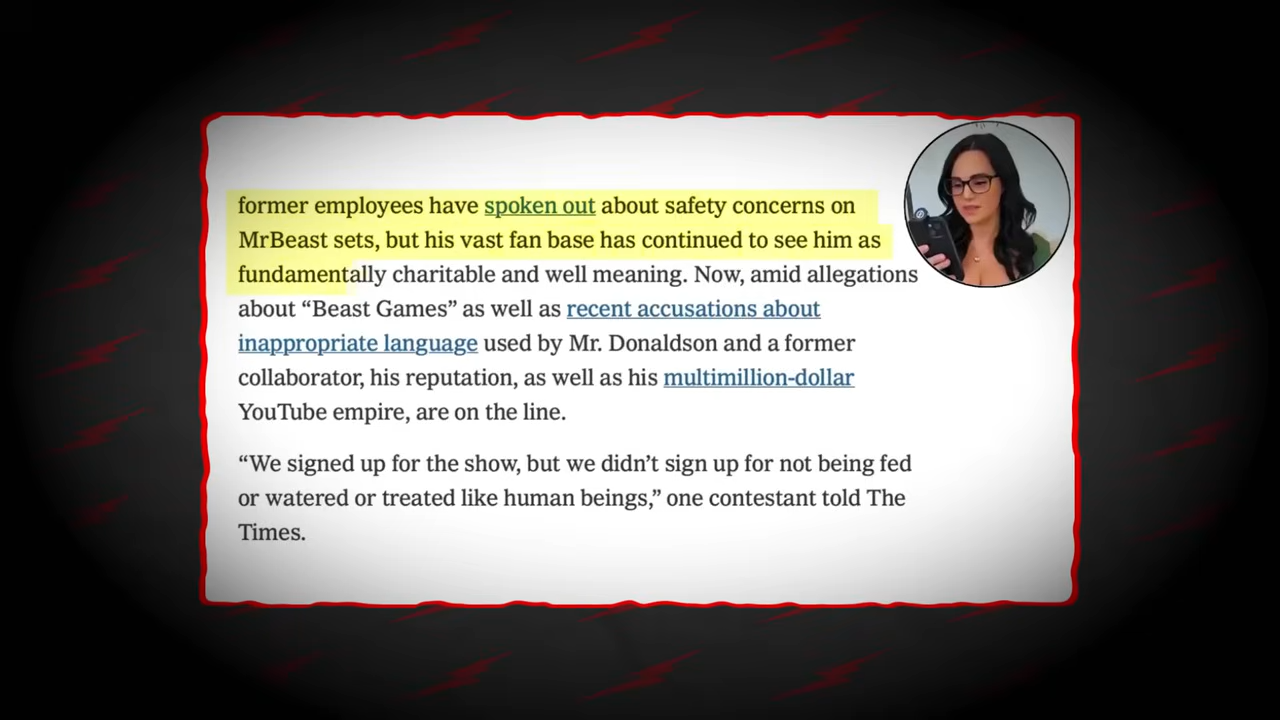 former employees have spoken out about safety concerns on
MrBeast sets, but his vast fan base has continued to see him as
fundamentally charitable and well meaning. Now, amid allegations
about “Beast Games” as well as recent accusations about
inappropriate language used by Mr. Donaldson and a former
collaborator, his reputation, as well as his multimillion-dollar
YouTube empire, are on the line.
“We signed up for the show, but we didn’t sign up for not being fed
or watered or treated like human beings,” one contestant told The
Times.